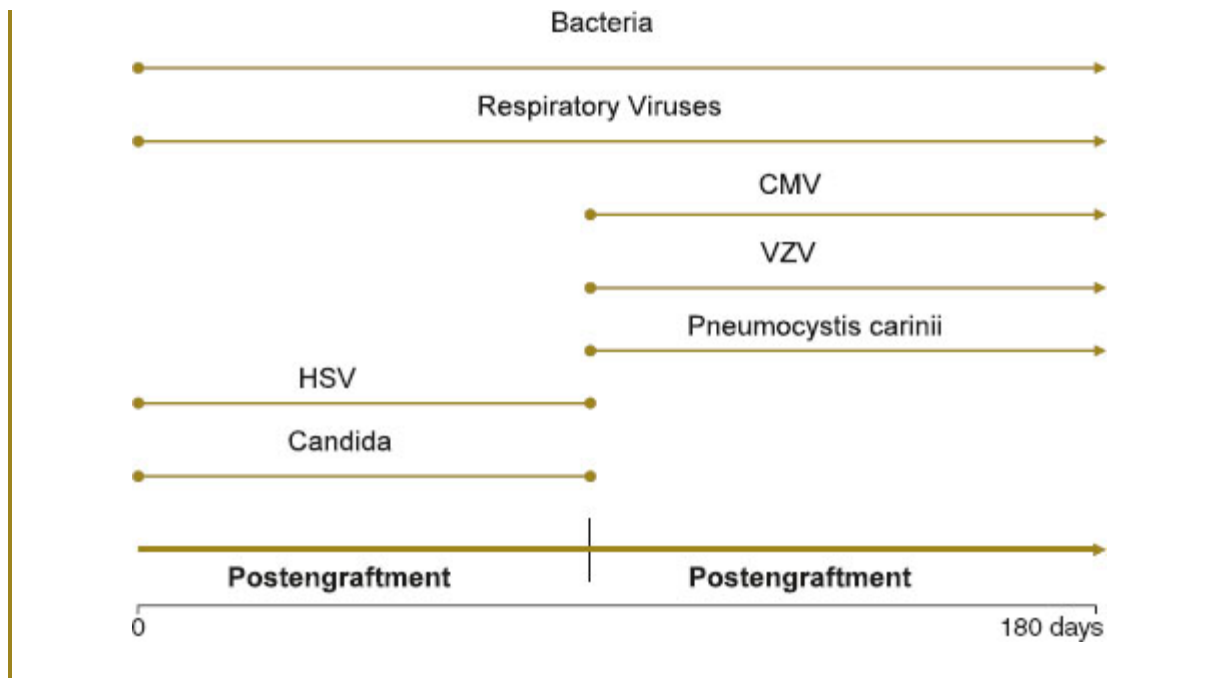 Bacteria
Respiratory Viruses
CMV
VZV
Pneumocystis carinii
HSV
Candida
Postengraftment Postengraftment
0 180 days